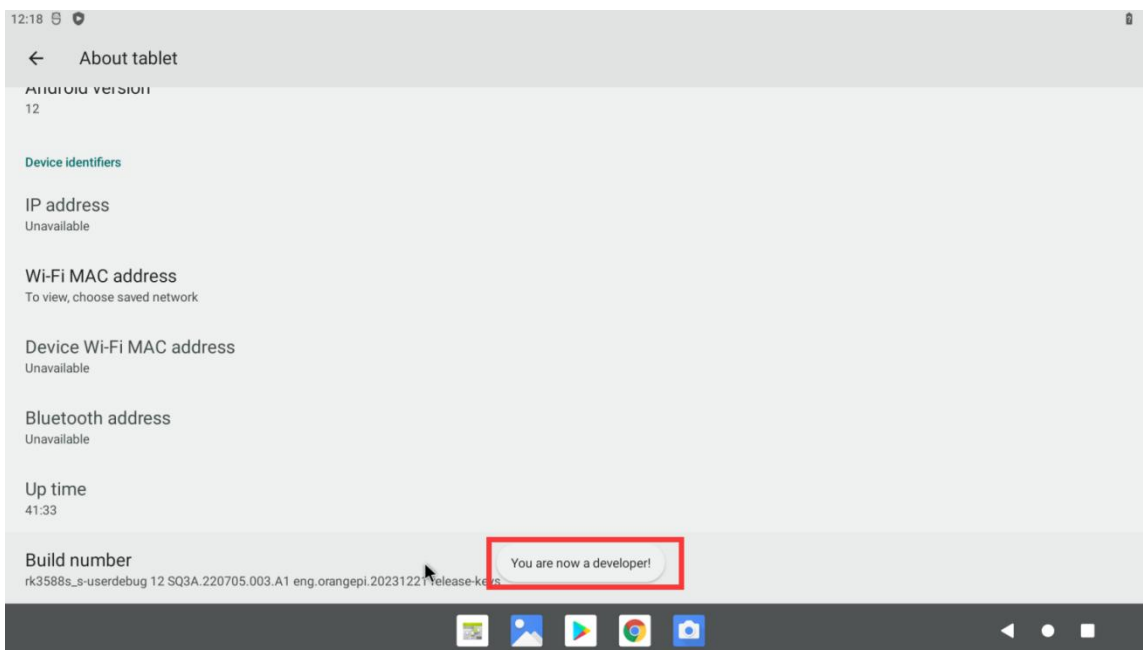 12:18
About tablet
Android version
12
Device identifiers
IP address
Unavailable
Wi-Fi MAC address
To view, choose saved network
Device Wi-Fi MAC address
Unavailable
Bluetooth address
Unavailable
Up time
41:33
Build number
You are now a developer!
rk3588s_s-userdebug 12 SQ3A.220705.003.A1 eng.orangepi.20231221 release-keys